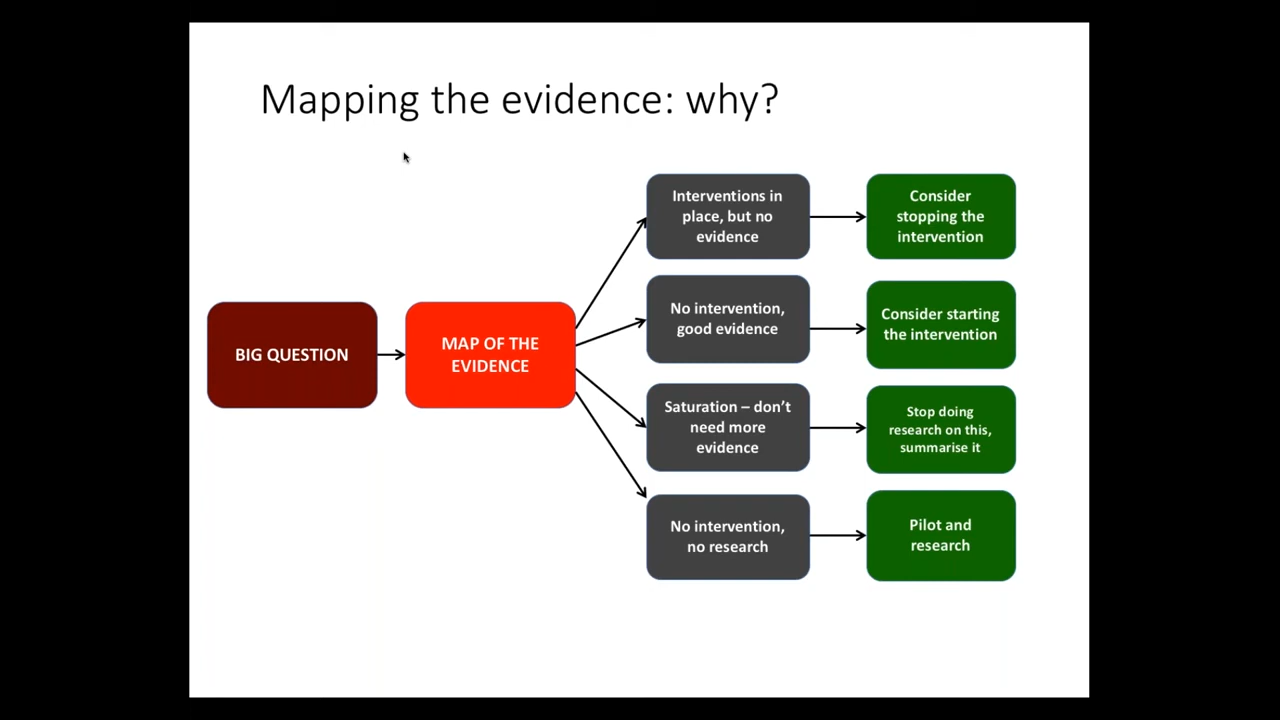 Mapping the evidence: why?
BIG QUESTION
MAP OF THE
EVIDENCE
Interventions in
place, but no
evidence
Consider
stopping the
intervention
No intervention,
good evidence
Consider starting
the intervention
Saturation – don’t
need more
evidence
Stop doing
research on this,
summarise it
No intervention,
no research
Pilot and
research